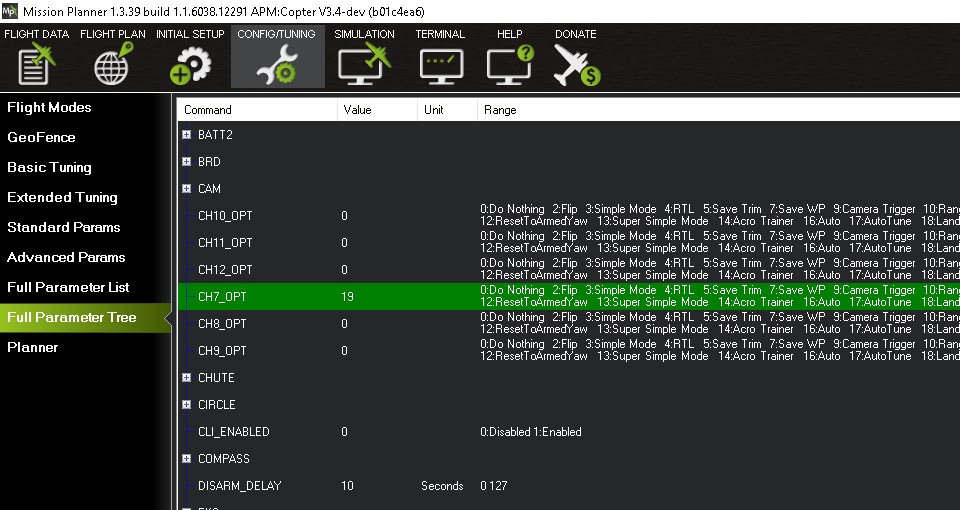 Mission Planner 1.3.39 build 1.1.6038.12291 APM:Copter V3.4-dev (b01c4ea6)
FLIGHT DATA FLIGHT PLAN INITIAL SETUP CONFIG/TUNING SIMULATION TERMINAL HELP DONATE
Flight Modes
GeoFence
Basic Tuning
Extended Tuning
Standard Params
Advanced Params
Full Parameter List
Full Parameter Tree
Planner
Command Value Unit Range
BATT2
BRD
CAM
CH10_OPT 0 0:Do Nothing 2:Flip 3:Simple Mode 4:RTL 5:Save Trim 7:Save WP 9:Camera Trigger 10:Ran
12:ResetToArmedYaw 13:Super Simple Mode 14:Acro Trainer 16:Auto 17:AutoTune 18:Land
CH11_OPT 0 0:Do Nothing 2:Flip 3:Simple Mode 4:RTL 5:Save Trim 7:Save WP 9:Camera Trigger 10:Ran
12:ResetToArmedYaw 13:Super Simple Mode 14:Acro Trainer 16:Auto 17:AutoTune 18:Land
CH12_OPT 0 0:Do Nothing 2:Flip 3:Simple Mode 4:RTL 5:Save Trim 7:Save WP 9:Camera Trigger 10:Ran
12:ResetToArmedYaw 13:Super Simple Mode 14:Acro Trainer 16:Auto 17:AutoTune 18:Land
CH7_OPT 19 0:Do Nothing 2:Flip 3:Simple Mode 4:RTL 5:Save Trim 7:Save WP 9:Camera Trigger 10:Ran
12:ResetToArmedYaw 13:Super Simple Mode 14:Acro Trainer 16:Auto 17:AutoTune 18:Land
CH8_OPT 0 0:Do Nothing 2:Flip 3:Simple Mode 4:RTL 5:Save Trim 7:Save WP 9:Camera Trigger 10:Ran
12:ResetToArmedYaw 13:Super Simple Mode 14:Acro Trainer 16:Auto 17:AutoTune 18:Land
CH9_OPT 0 0:Do Nothing 2:Flip 3:Simple Mode 4:RTL 5:Save Trim 7:Save WP 9:Camera Trigger 10:Ran
12:ResetToArmedYaw 13:Super Simple Mode 14:Acro Trainer 16:Auto 17:AutoTune 18:Land
CHUTE
CIRCLE
CLI_ENABLED 0 0:Disabled 1:Enabled
COMPASS
DISARM_DELAY 10 Seconds 0 127